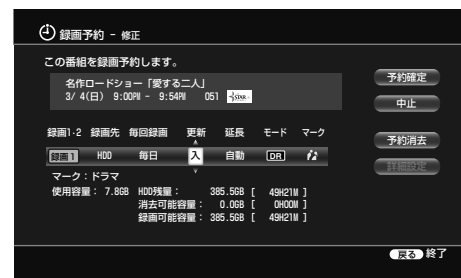 録画予約 - 修正
この番組を録画予約します。
名作ロードショー「愛する二人」
3/ 4(日) 9:00PM - 9:54PM 051 STAR
予約確定
中止
予約消去
詳細設定
録画1·2 録画先 毎回録画 更新 延長 モード マーク
録画1 HDD 毎日 入 自動 DR
マーク:ドラマ
使用容量: 7.8GB HDD残量: 385.5GB [ 49H21M ]
消去可能容量: 0.0GB [ 0H00M ]
録画可能容量: 385.5GB [ 49H21M ]
戻る 終了